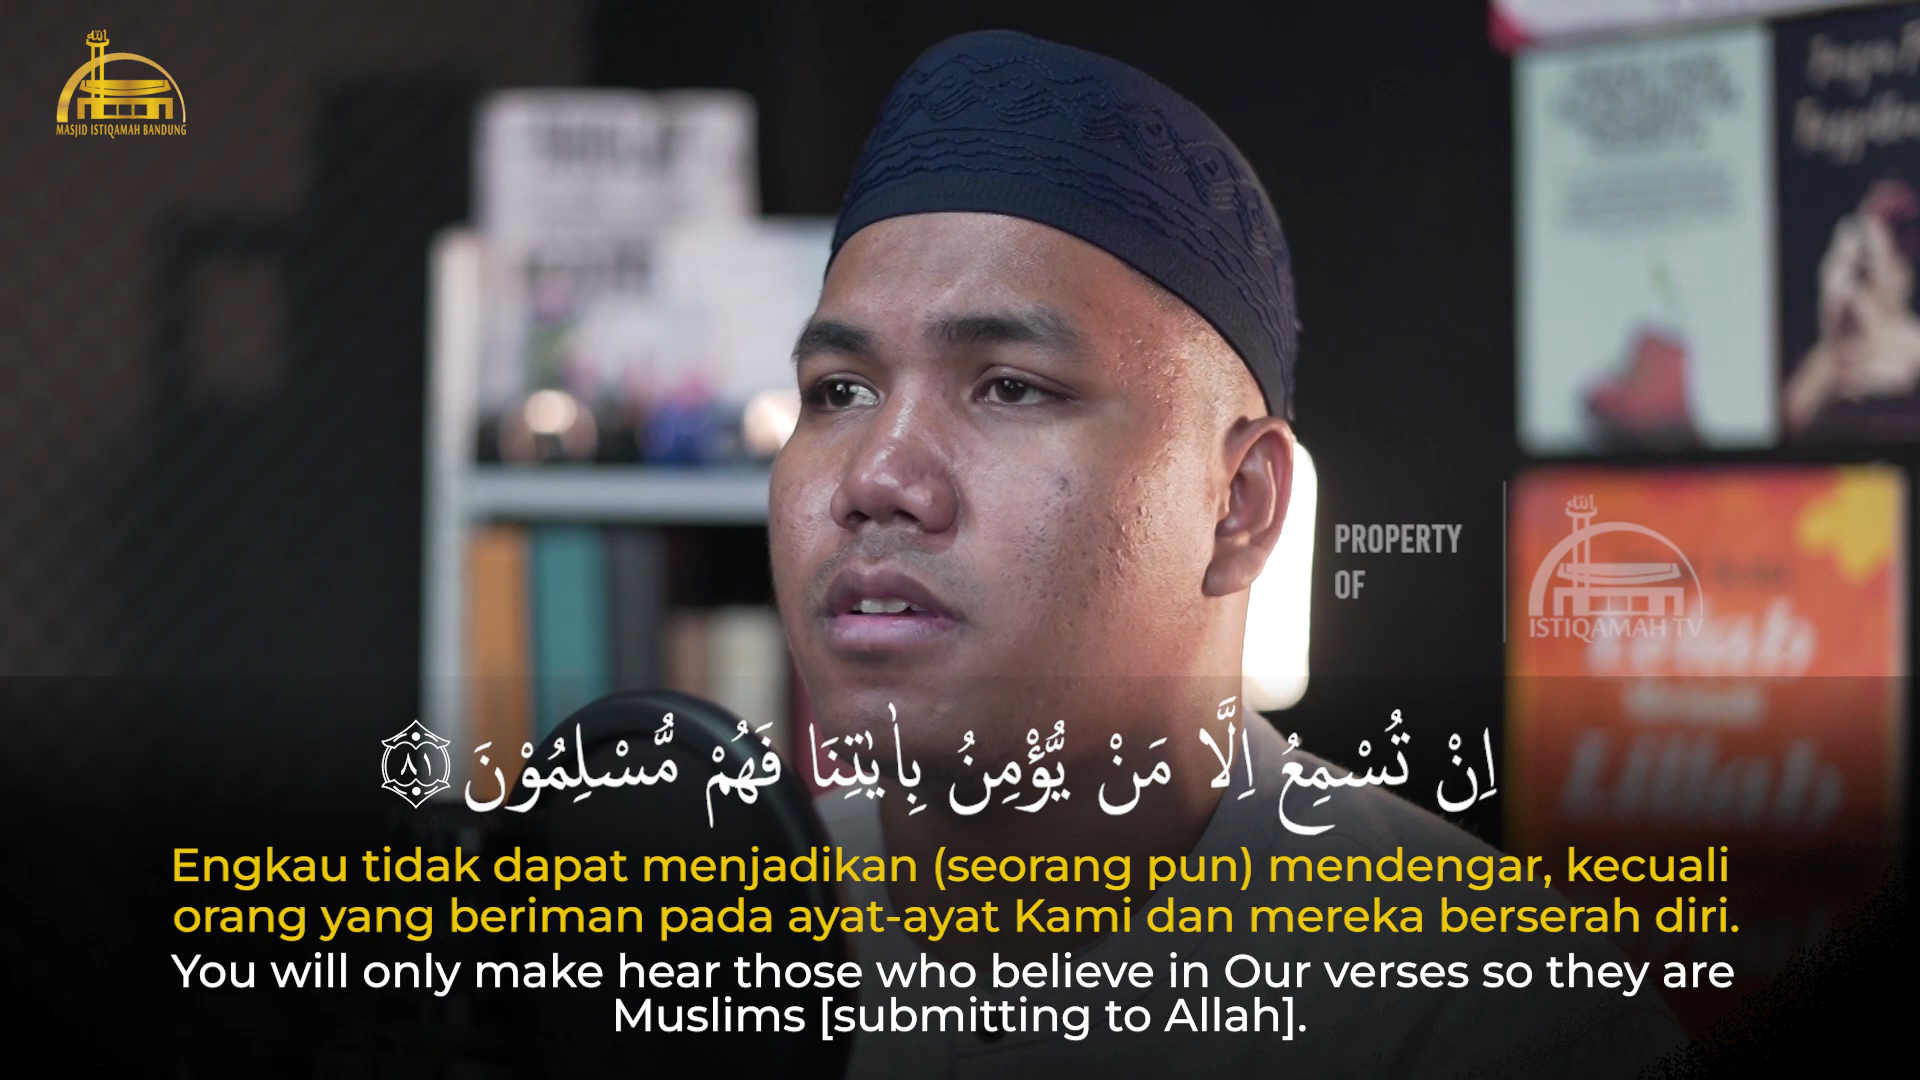 MASJID ISTIQAMAH BANDUNG
PROPERTY
OF
ISTIQAMAH TV
اِنْ تُسْمِعُ اِلَّا مَنْ يُّؤْمِنُ بِاٰيٰتِنَا فَهُمْ مُّسْلِمُوْنَ ۝٨١
Engkau tidak dapat menjadikan (seorang pun) mendengar, kecuali
orang yang beriman pada ayat-ayat Kami dan mereka berserah diri.
You will only make hear those who believe in Our verses so they are
Muslims [submitting to Allah].